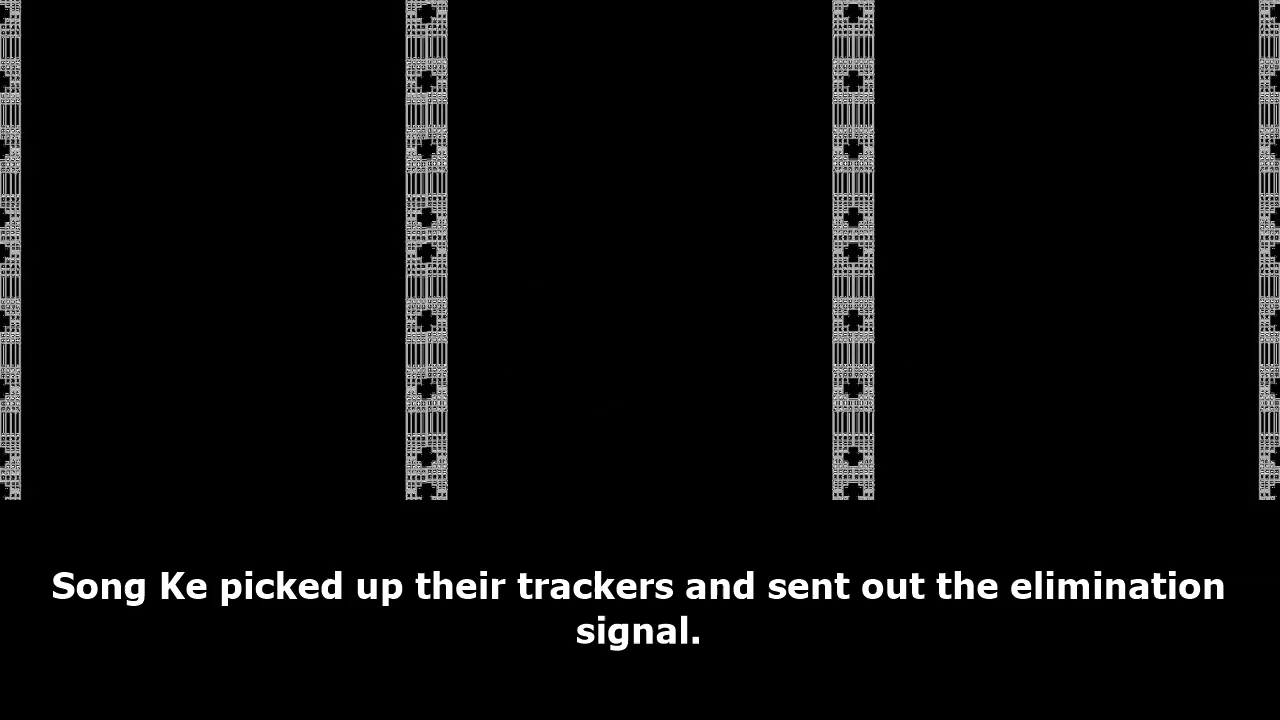 Song Ke picked up their trackers and sent out the elimination
signal.